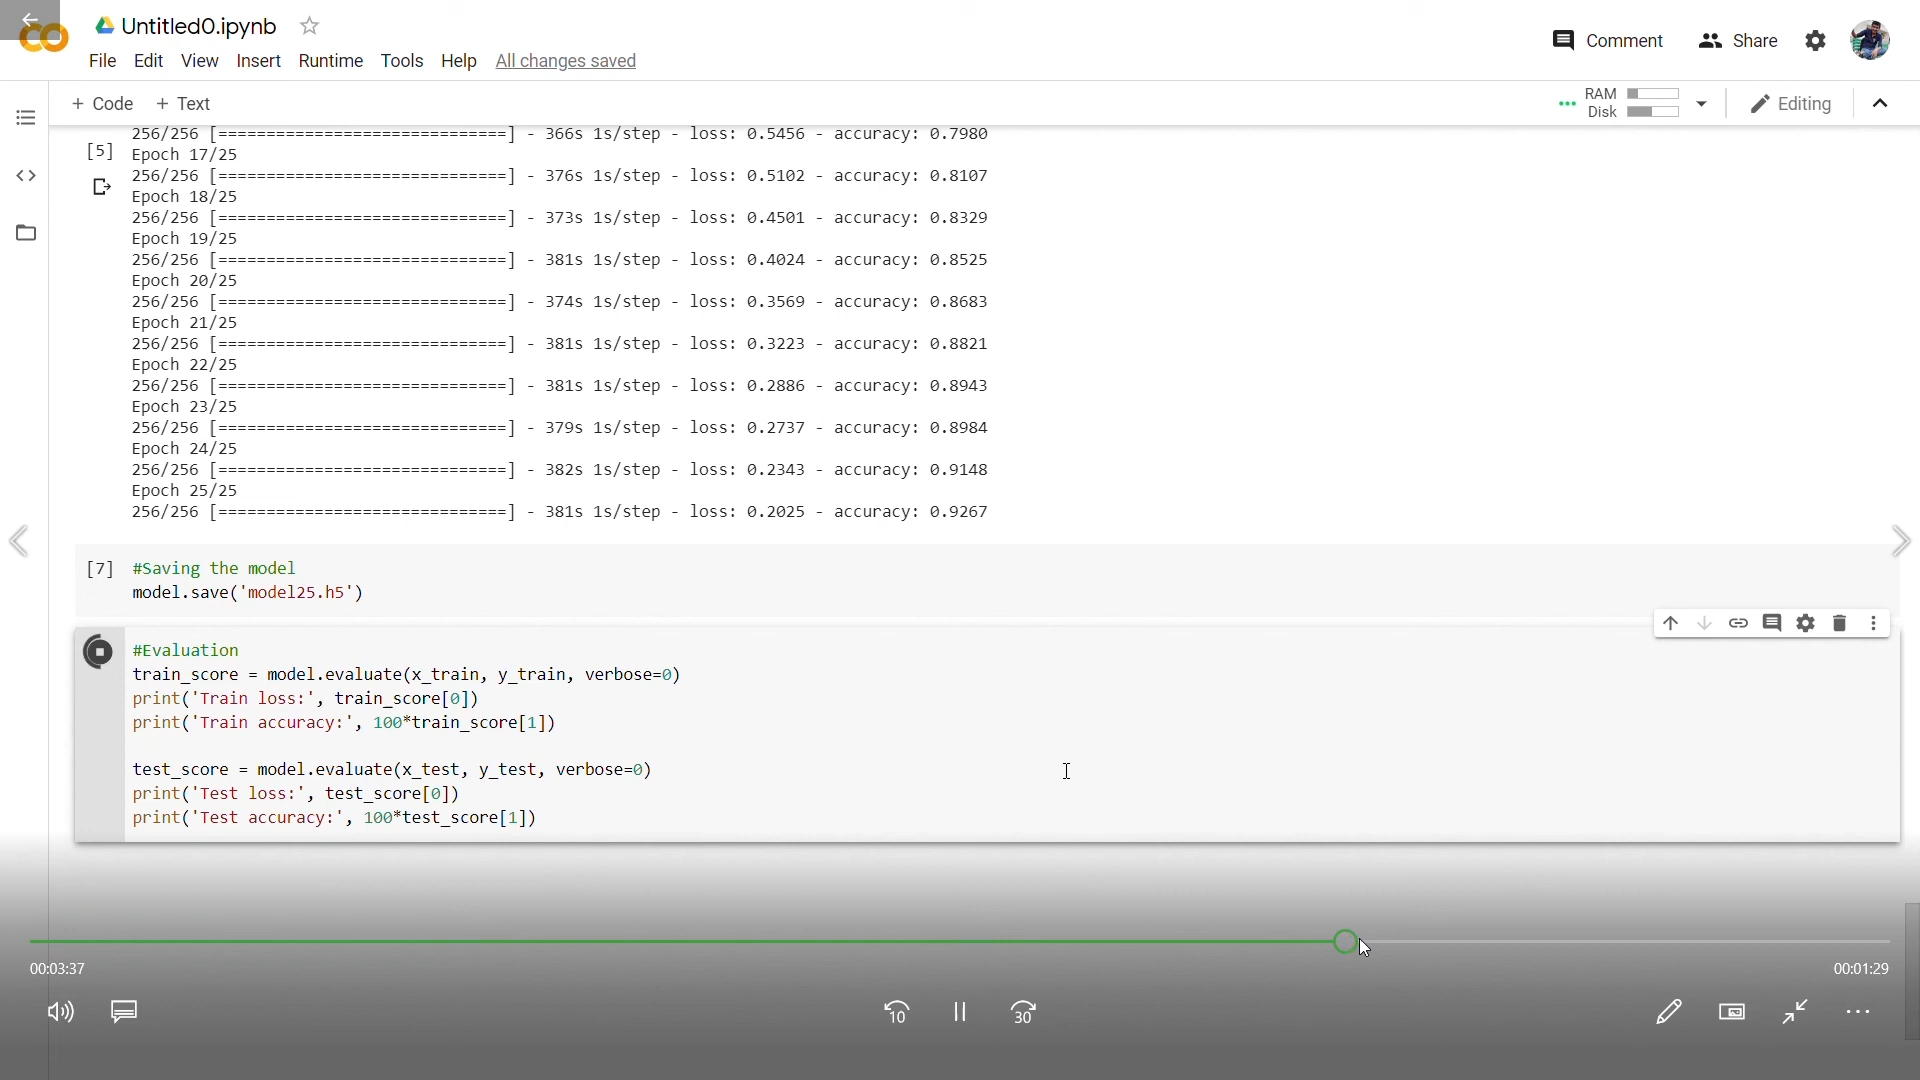 Untitled0.ipynb
File Edit View Insert Runtime Tools Help All changes saved
Comment Share
+ Code + Text
RAM
Disk
Editing
256/256 [==============================] - 366s 1s/step - loss: 0.5456 - accuracy: 0.7980
[5] Epoch 17/25
256/256 [==============================] - 376s 1s/step - loss: 0.5102 - accuracy: 0.8107
Epoch 18/25
256/256 [==============================] - 373s 1s/step - loss: 0.4501 - accuracy: 0.8329
Epoch 19/25
256/256 [==============================] - 381s 1s/step - loss: 0.4024 - accuracy: 0.8525
Epoch 20/25
256/256 [==============================] - 374s 1s/step - loss: 0.3569 - accuracy: 0.8683
Epoch 21/25
256/256 [==============================] - 381s 1s/step - loss: 0.3223 - accuracy: 0.8821
Epoch 22/25
256/256 [==============================] - 381s 1s/step - loss: 0.2886 - accuracy: 0.8943
Epoch 23/25
256/256 [==============================] - 379s 1s/step - loss: 0.2737 - accuracy: 0.8984
Epoch 24/25
256/256 [==============================] - 382s 1s/step - loss: 0.2343 - accuracy: 0.9148
Epoch 25/25
256/256 [==============================] - 381s 1s/step - loss: 0.2025 - accuracy: 0.9267
[7] #Saving the model
model.save('model25.h5')
#Evaluation
train_score = model.evaluate(x_train, y_train, verbose=0)
print('Train loss:', train_score[0])
print('Train accuracy:', 100*train_score[1])
test_score = model.evaluate(x_test, y_test, verbose=0)
print('Test loss:', test_score[0])
print('Test accuracy:', 100*test_score[1])
00:03:37
00:01:29
10
30